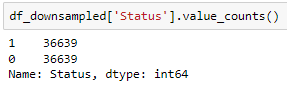 df_downsampled['Status'].value_counts()
1    36639
0    36639
Name: Status, dtype: int64